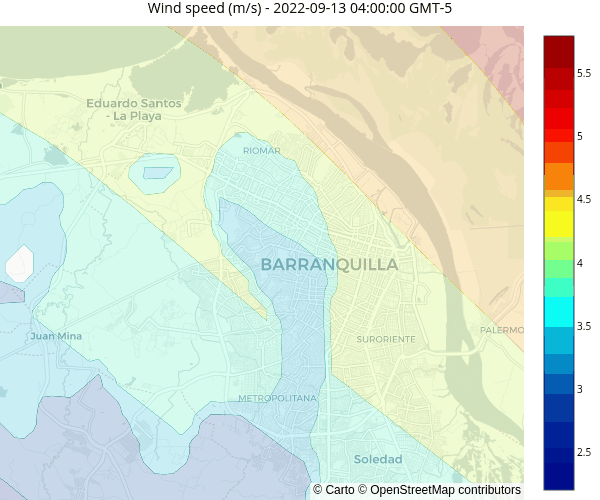 Wind speed (m/s) - 2022-09-13 04:00:00 GMT-5
Eduardo Santos
- La Playa
RIOMAR
BARRANQUILLA
Juan Mina
SURORIENTE
PALERMO
METROPOLITANA
Soledad
© Carto © OpenStreetMap contributors
5.5
5
4.5
4
3.5
3
2.5